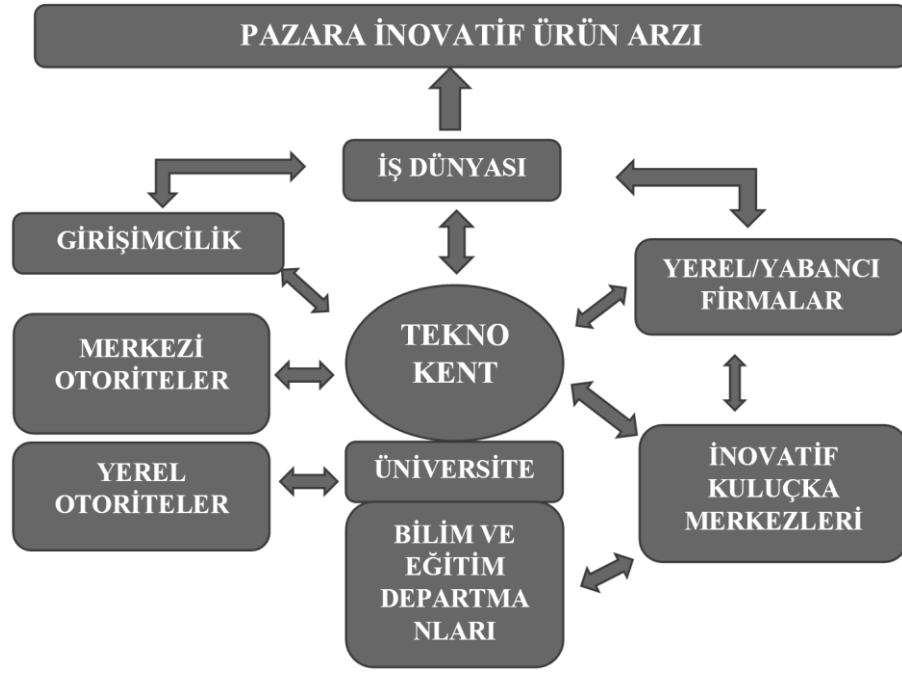 PAZARA İNOVATİF ÜRÜN ARZI
İŞ DÜNYASI
GİRİŞİMCİLİK
YEREL/YABANCI
FİRMALAR
TEKNO
KENT
MERKEZİ
OTORİTELER
YEREL
OTORİTELER
ÜNİVERSİTE
İNOVATİF
KULUÇKA
MERKEZLERİ
BİLİM VE
EĞİTİM
DEPARTMA
NLARI